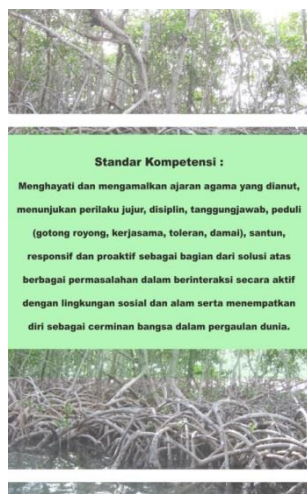 Standar Kompetensi :
Menghayati dan mengamalkan ajaran agama yang dianut,
menunjukan perilaku jujur, disiplin, tanggungjawab, peduli
(gotong royong, kerjasama, toleran, damai), santun,
responsif dan proaktif sebagai bagian dari solusi atas
berbagai permasalahan dalam berinteraksi secara aktif
dengan lingkungan sosial dan alam serta menempatkan
diri sebagai cerminan bangsa dalam pergaulan dunia.